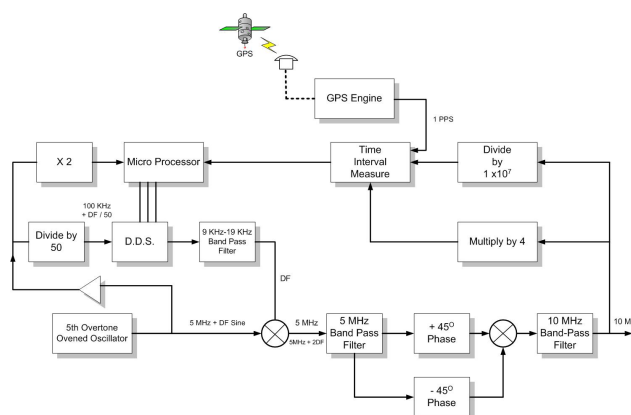 GPS
GPS Engine
1 PPS
X 2
Micro Processor
Time
Interval
Measure
Divide
by
1 x10⁷
100 KHz
+ DF / 50
Divide by
50
D.D.S.
9 KHz-19 KHz
Band Pass
Filter
Multiply by 4
DF
5th Overtone
Ovened Oscillator
5 MHz + DF Sine
5 MHz
5MHz + 2DF
5 MHz
Band Pass
Filter
+ 45⁰
Phase
10 MHz
Band-Pass
Filter
10 M
- 45⁰
Phase